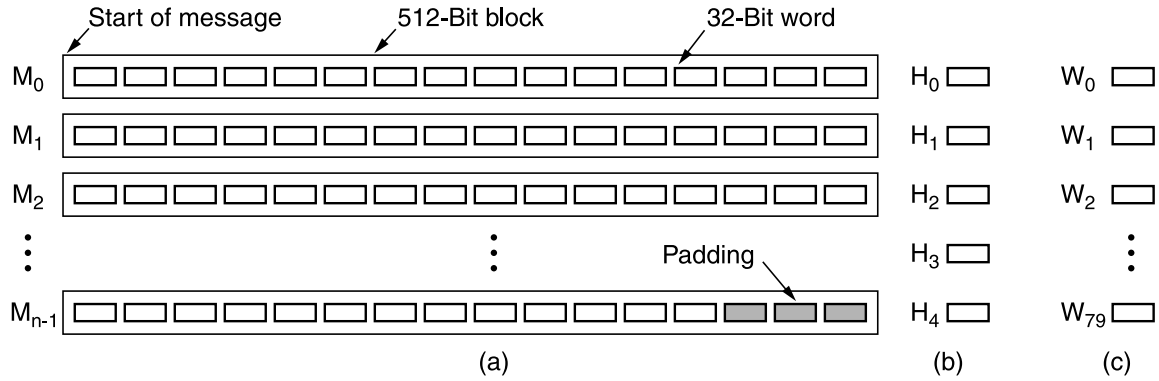 Start of message 512-Bit block 32-Bit word
M0 H0 W0
M1 H1 W1
M2 H2 W2
H3
Padding
Mn-1 H4 W79
(a) (b) (c)